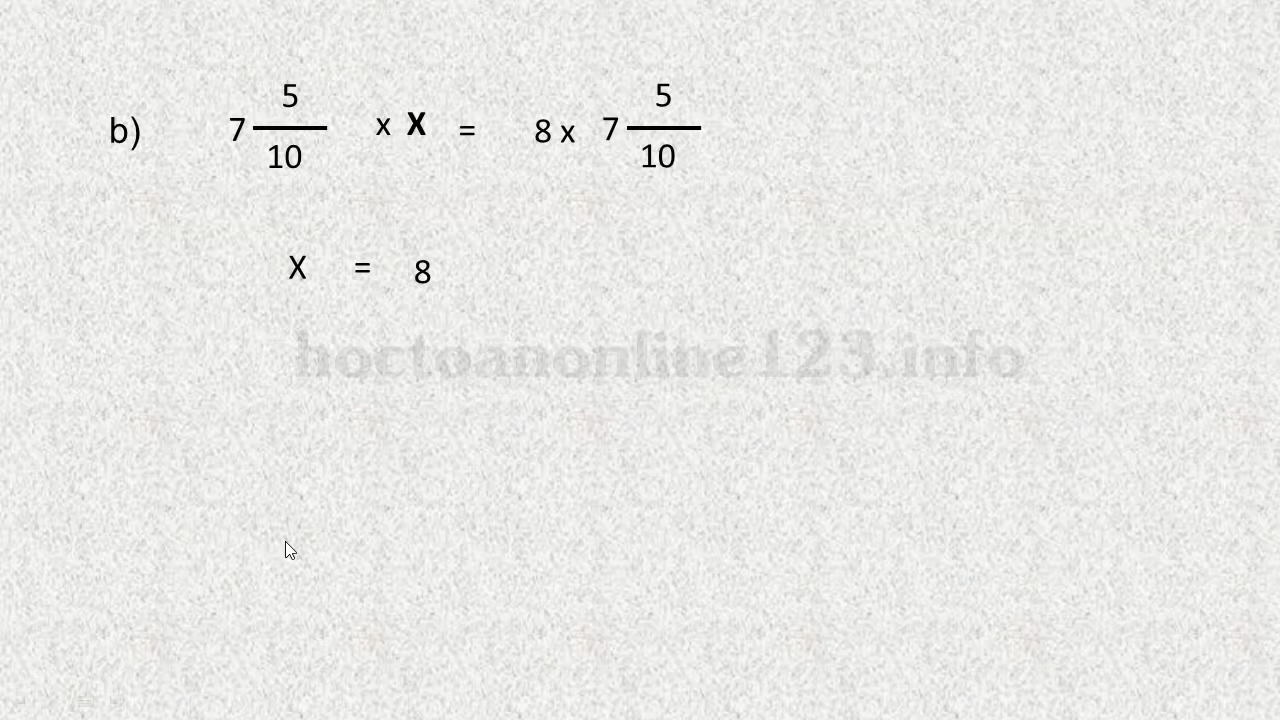 b) 7 5/10 x X = 8 x 7 5/10
X = 8
hoctoanonline123.info